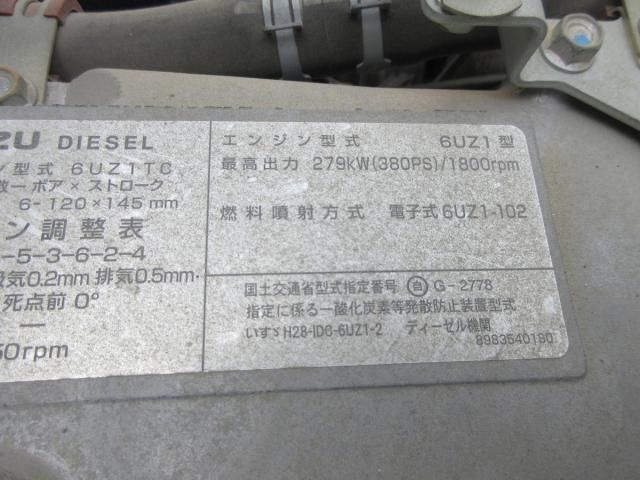 ZU DIESEL
ン型式 6UZ1TC
数ーボア×ストローク
6-120×145mm
ン調整表
-5-3-6-2-4
吸気0.2mm 排気0.5mm
死点前 0°
50rpm
エンジン型式 6UZ1型
最高出力 279KW(380PS)/1800rpm
燃料噴射方式 電子式6UZ1-102
国土交通省型式指定番号 自 G-2778
指定に係る一酸化炭素等発散防止装置型式
いすゞH28-IDC-6UZ1-2 ディーゼル機関
8983540190